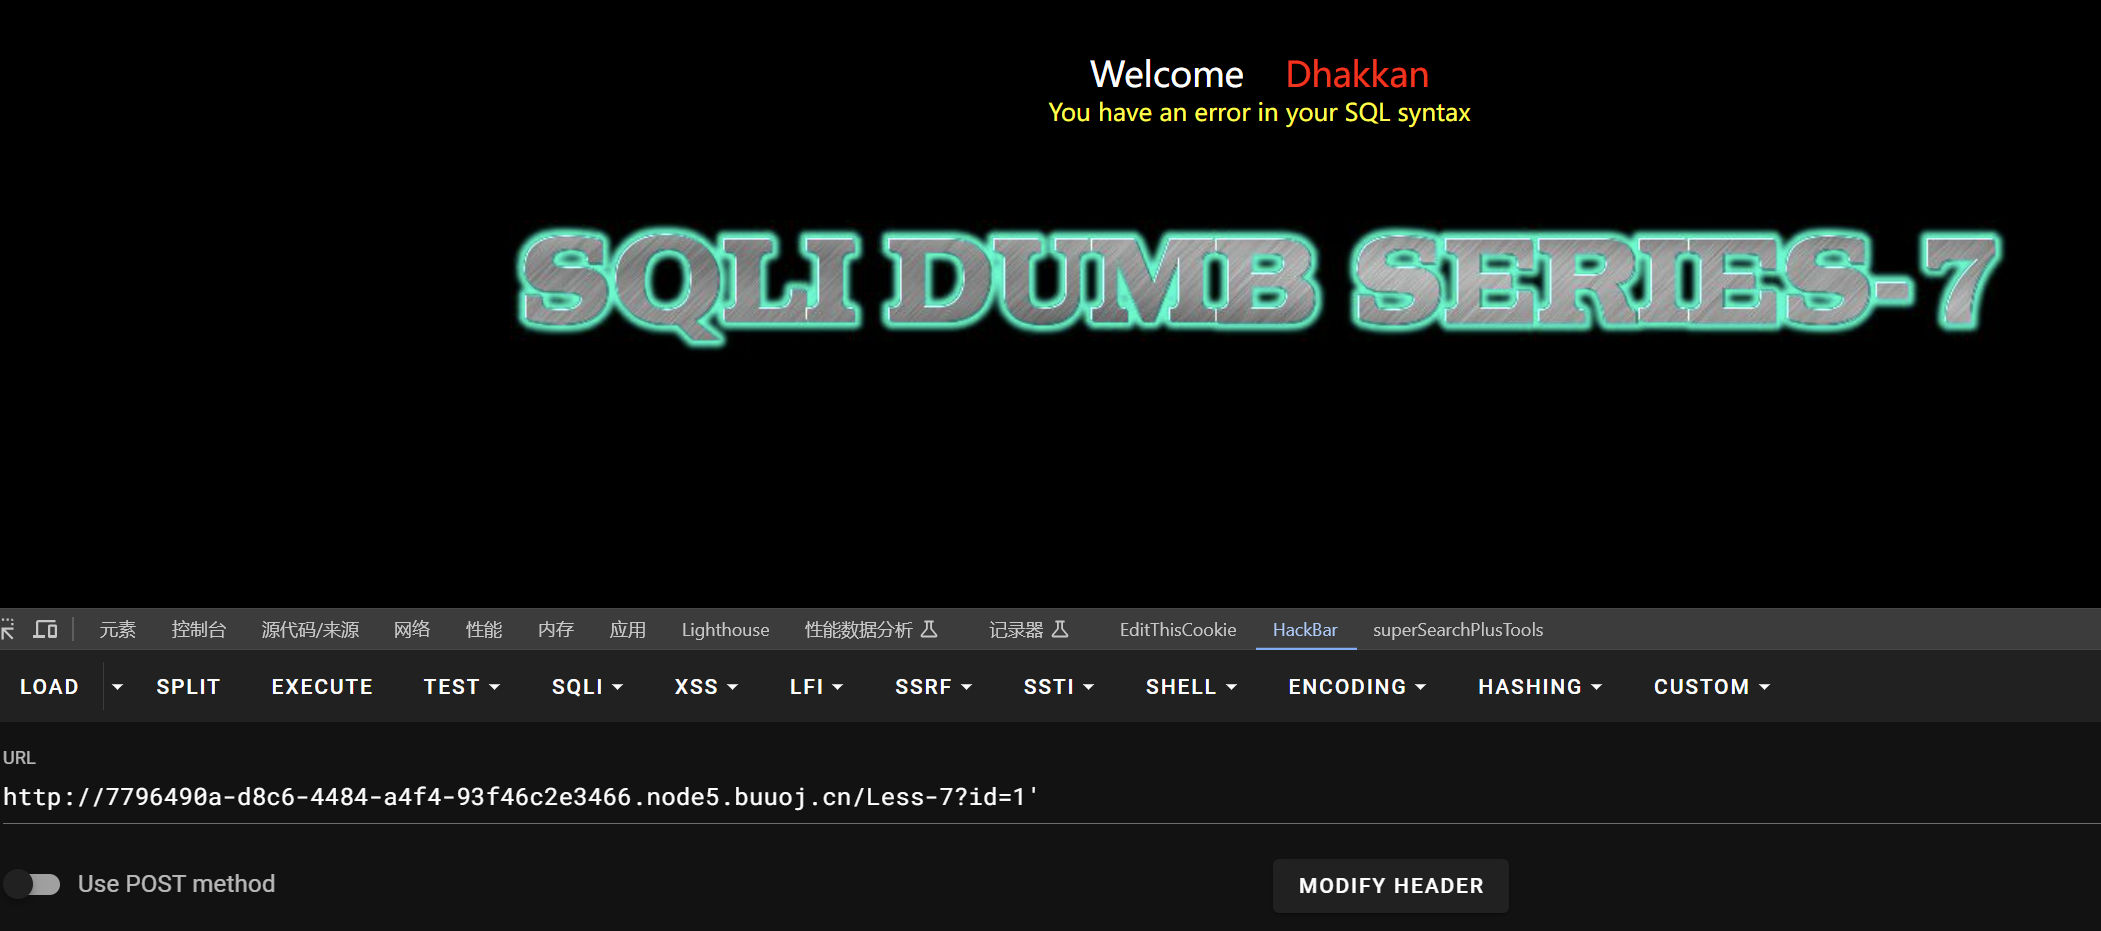 Welcome Dhakkan
You have an error in your SQL syntax
SQLI DUMB SERIES-7
元素 控制台 源代码/来源 网络 性能 内存 应用 Lighthouse 性能数据分析 记录器 EditThisCookie HackBar superSearchPlusTools
LOAD SPLIT EXECUTE TEST SQLI XSS LFI SSRF SSTI SHELL ENCODING HASHING CUSTOM
URL
http://7796490a-d8c6-4484-a4f4-93f46c2e3466.node5.buuoj.cn/Less-7?id=1'
Use POST method MODIFY HEADER